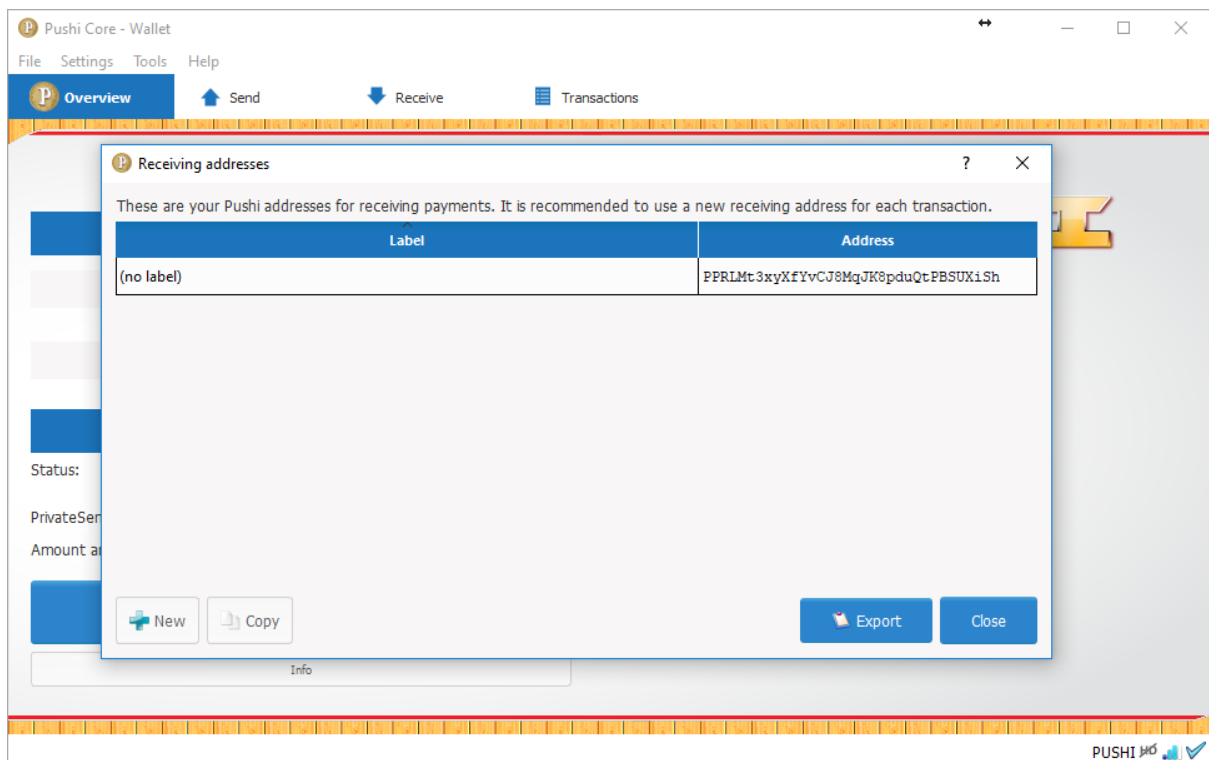 Pushi Core - Wallet
File Settings Tools Help
Overview Send Receive Transactions
Receiving addresses
These are your Pushi addresses for receiving payments. It is recommended to use a new receiving address for each transaction.
Label Address
(no label) PPRLMt3xyXfYvCJ8MqJK8pduQtPBSUXiSh
Status:
PrivateSen
Amount a
New Copy Export Close
Info
PUSHI HD